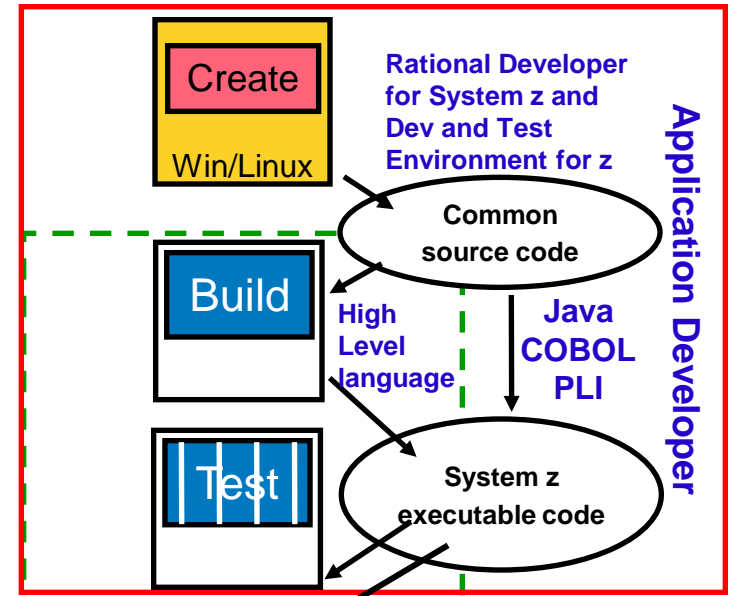 Create
Win/Linux
Rational Developer
for System z and
Dev and Test
Environment for z
Application Developer
Common
source code
Build
High
Level
language
Java
COBOL
PLI
Test
System z
executable code